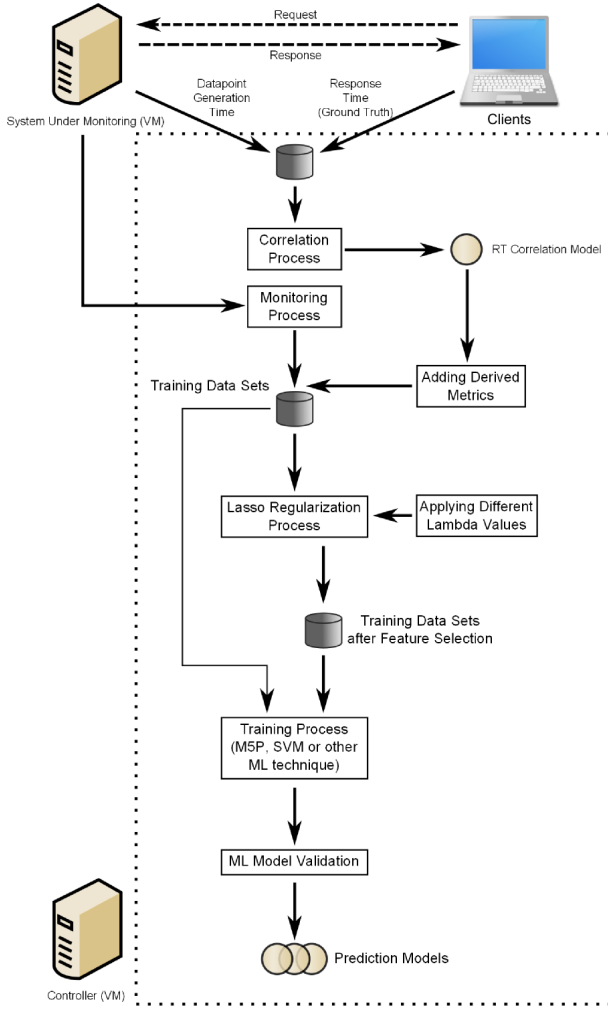 Request
Response
Datapoint
Generation
Time
Response
Time
(Ground Truth)
System Under Monitoring (VM)
Clients
Correlation
Process
RT Correlation Model
Monitoring
Process
Training Data Sets
Adding Derived
Metrics
Lasso Regularization
Process
Applying Different
Lambda Values
Training Data Sets
after Feature Selection
Training Process
(M5P, SVM or other
ML technique)
ML Model Validation
Prediction Models
Controller (VM)